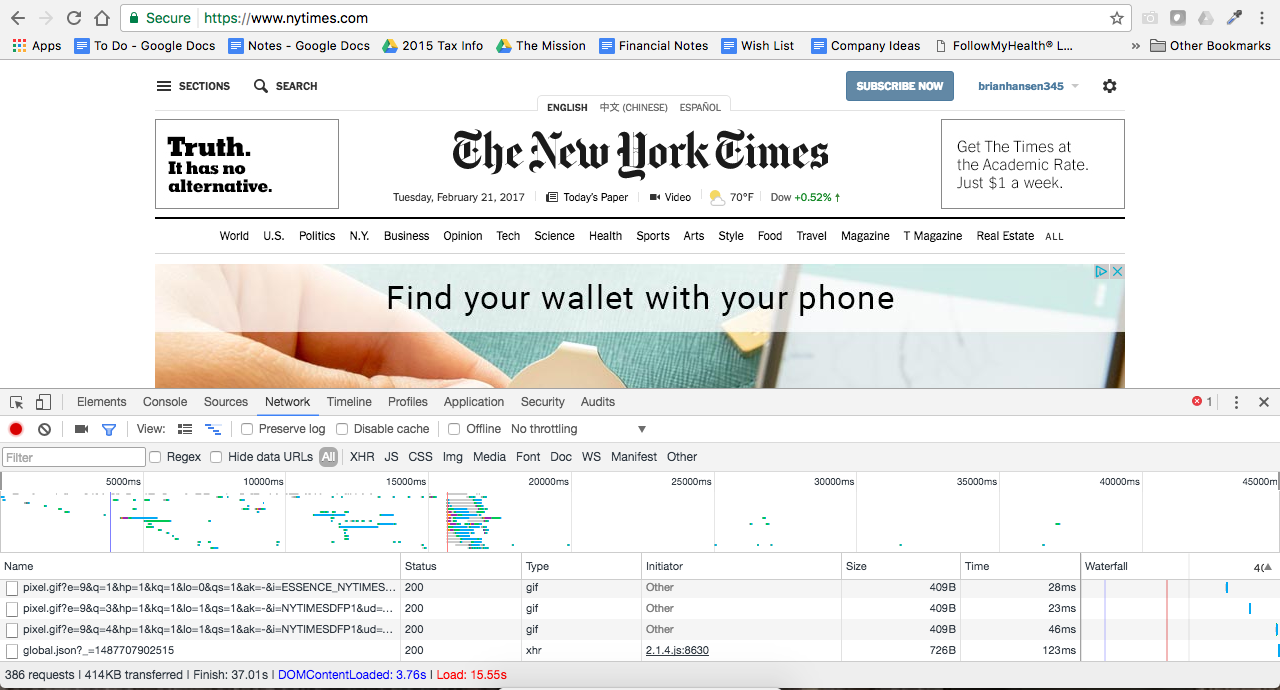 Secure https://www.nytimes.com
Apps To Do - Google Docs Notes - Google Docs 2015 Tax Info The Mission Financial Notes Wish List Company Ideas FollowMyHealth® L... » Other Bookmarks
SECTIONS SEARCH SUBSCRIBE NOW brianhansen345
ENGLISH 中文 (CHINESE) ESPAÑOL
Truth.
It has no
alternative.
The New York Times
Get The Times at
the Academic Rate.
Just $1 a week.
Tuesday, February 21, 2017 Today's Paper Video 70°F Dow +0.52% ↑
World U.S. Politics N.Y. Business Opinion Tech Science Health Sports Arts Style Food Travel Magazine T Magazine Real Estate ALL
Find your wallet with your phone
Elements Console Sources Network Timeline Profiles Application Security Audits 1
View: Preserve log Disable cache Offline No throttling
Filter Regex Hide data URLs All XHR JS CSS Img Media Font Doc WS Manifest Other
5000ms 10000ms 15000ms 20000ms 25000ms 30000ms 35000ms 40000ms 45000m
Name Status Type Initiator Size Time Waterfall 4(
pixel.gif?e=9&q=1&hp=1&kq=1&lo=0&qs=1&ak=-&i=ESSENCE_NYTIMES... 200 gif Other 409B 28ms
pixel.gif?e=9&q=3&hp=1&kq=1&lo=1&qs=1&ak=-&i=NYTIMESDFP1&ud=... 200 gif Other 409B 23ms
pixel.gif?e=9&q=4&hp=1&kq=1&lo=1&qs=1&ak=-&i=NYTIMESDFP1&ud=... 200 gif Other 409B 46ms
global.json?_=1487707902515 200 xhr 2.1.4.js:8630 726B 123ms
386 requests | 414KB transferred | Finish: 37.01s | DOMContentLoaded: 3.76s | Load: 15.55s